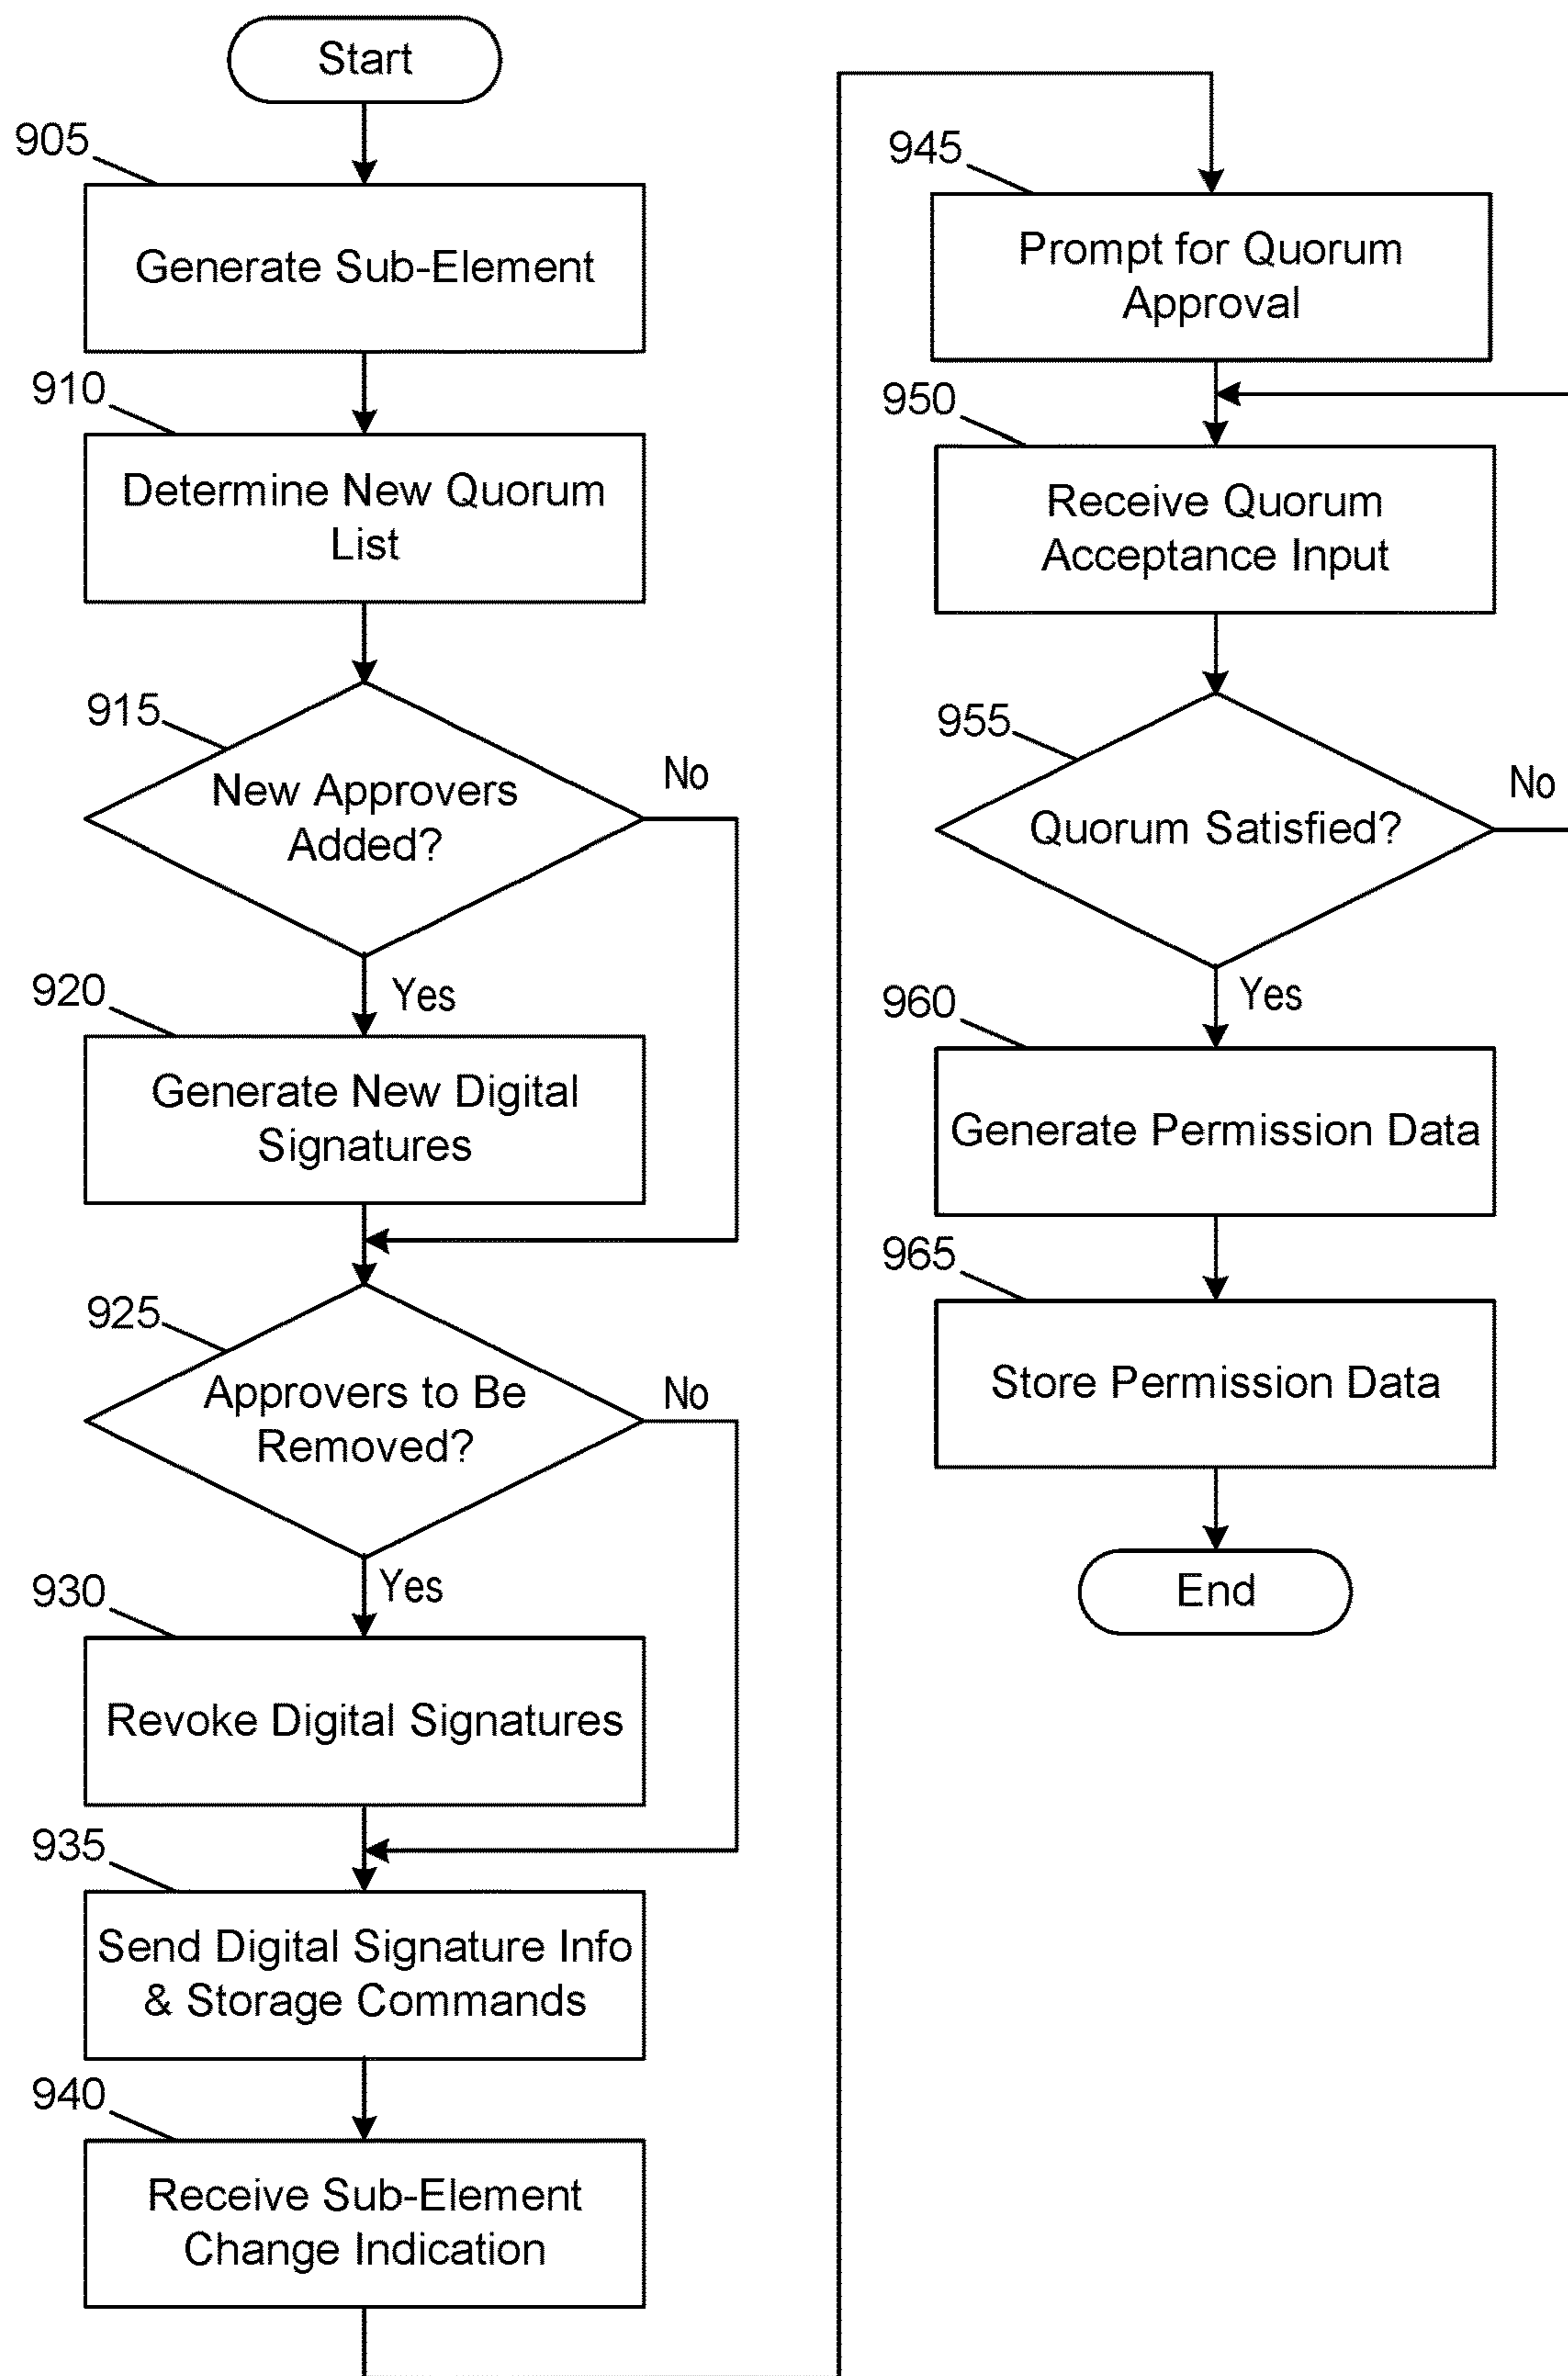 Start
905
Generate Sub-Element
910
Determine New Quorum
List
915
New Approvers
Added?
No
Yes
920
Generate New Digital
Signatures
925
Approvers to Be
Removed?
No
Yes
930
Revoke Digital Signatures
935
Send Digital Signature Info
& Storage Commands
940
Receive Sub-Element
Change Indication
945
Prompt for Quorum
Approval
950
Receive Quorum
Acceptance Input
955
Quorum Satisfied?
No
Yes
960
Generate Permission Data
965
Store Permission Data
End